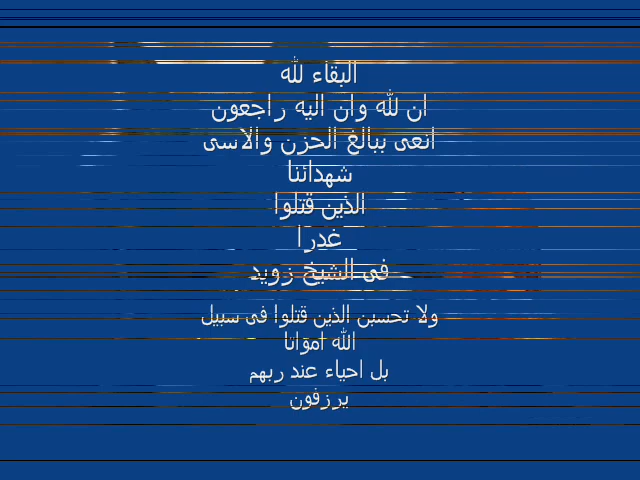 البقاء لله
ان لله وان اليه راجعون
انعى ببالغ الحزن والاسى
شهدائنا
الذين قتلوا
غدرا
فى الشيخ زويد
ولا تحسبن الذين قتلوا فى سبيل
الله امواتا
بل احياء عند ربهم
يرزقون